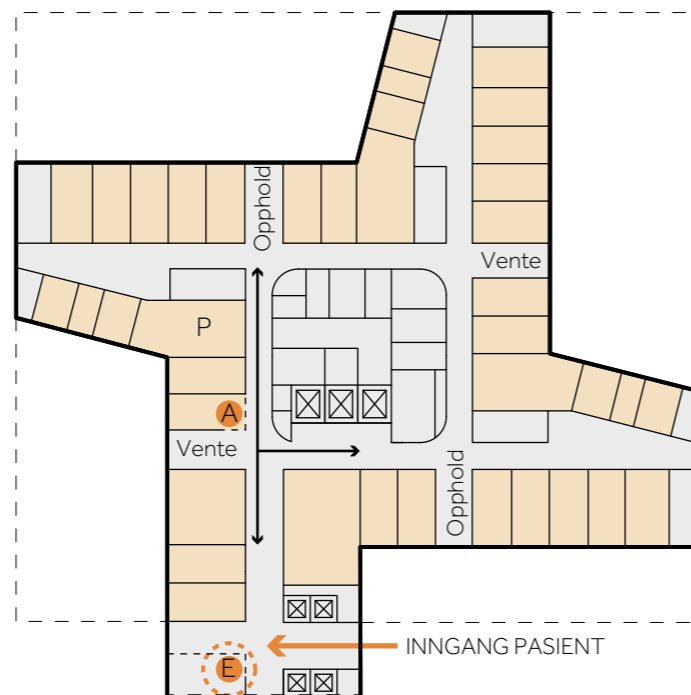 Opphold
Vente
P
A
Vente
Opphold
INNGANG PASIENT
E